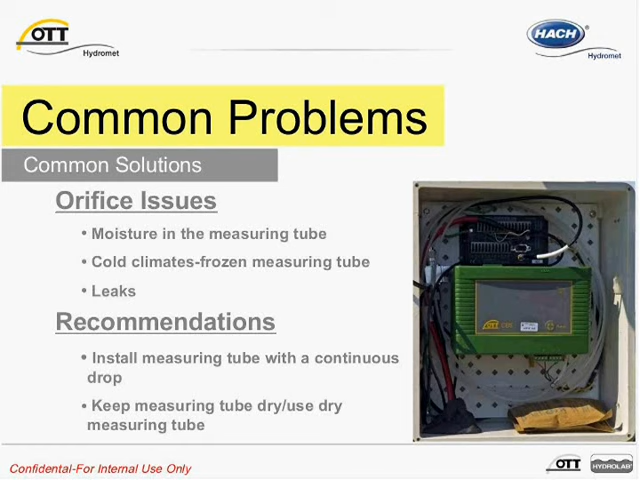 OTT
Hydromet
HACH®
Hydromet
Common Problems
Common Solutions
Orifice Issues
• Moisture in the measuring tube
• Cold climates-frozen measuring tube
• Leaks
Recommendations
• Install measuring tube with a continuous
drop
• Keep measuring tube dry/use dry
measuring tube
OTT CBS
Confidental-For Internal Use Only
OTT
HYDROLAB